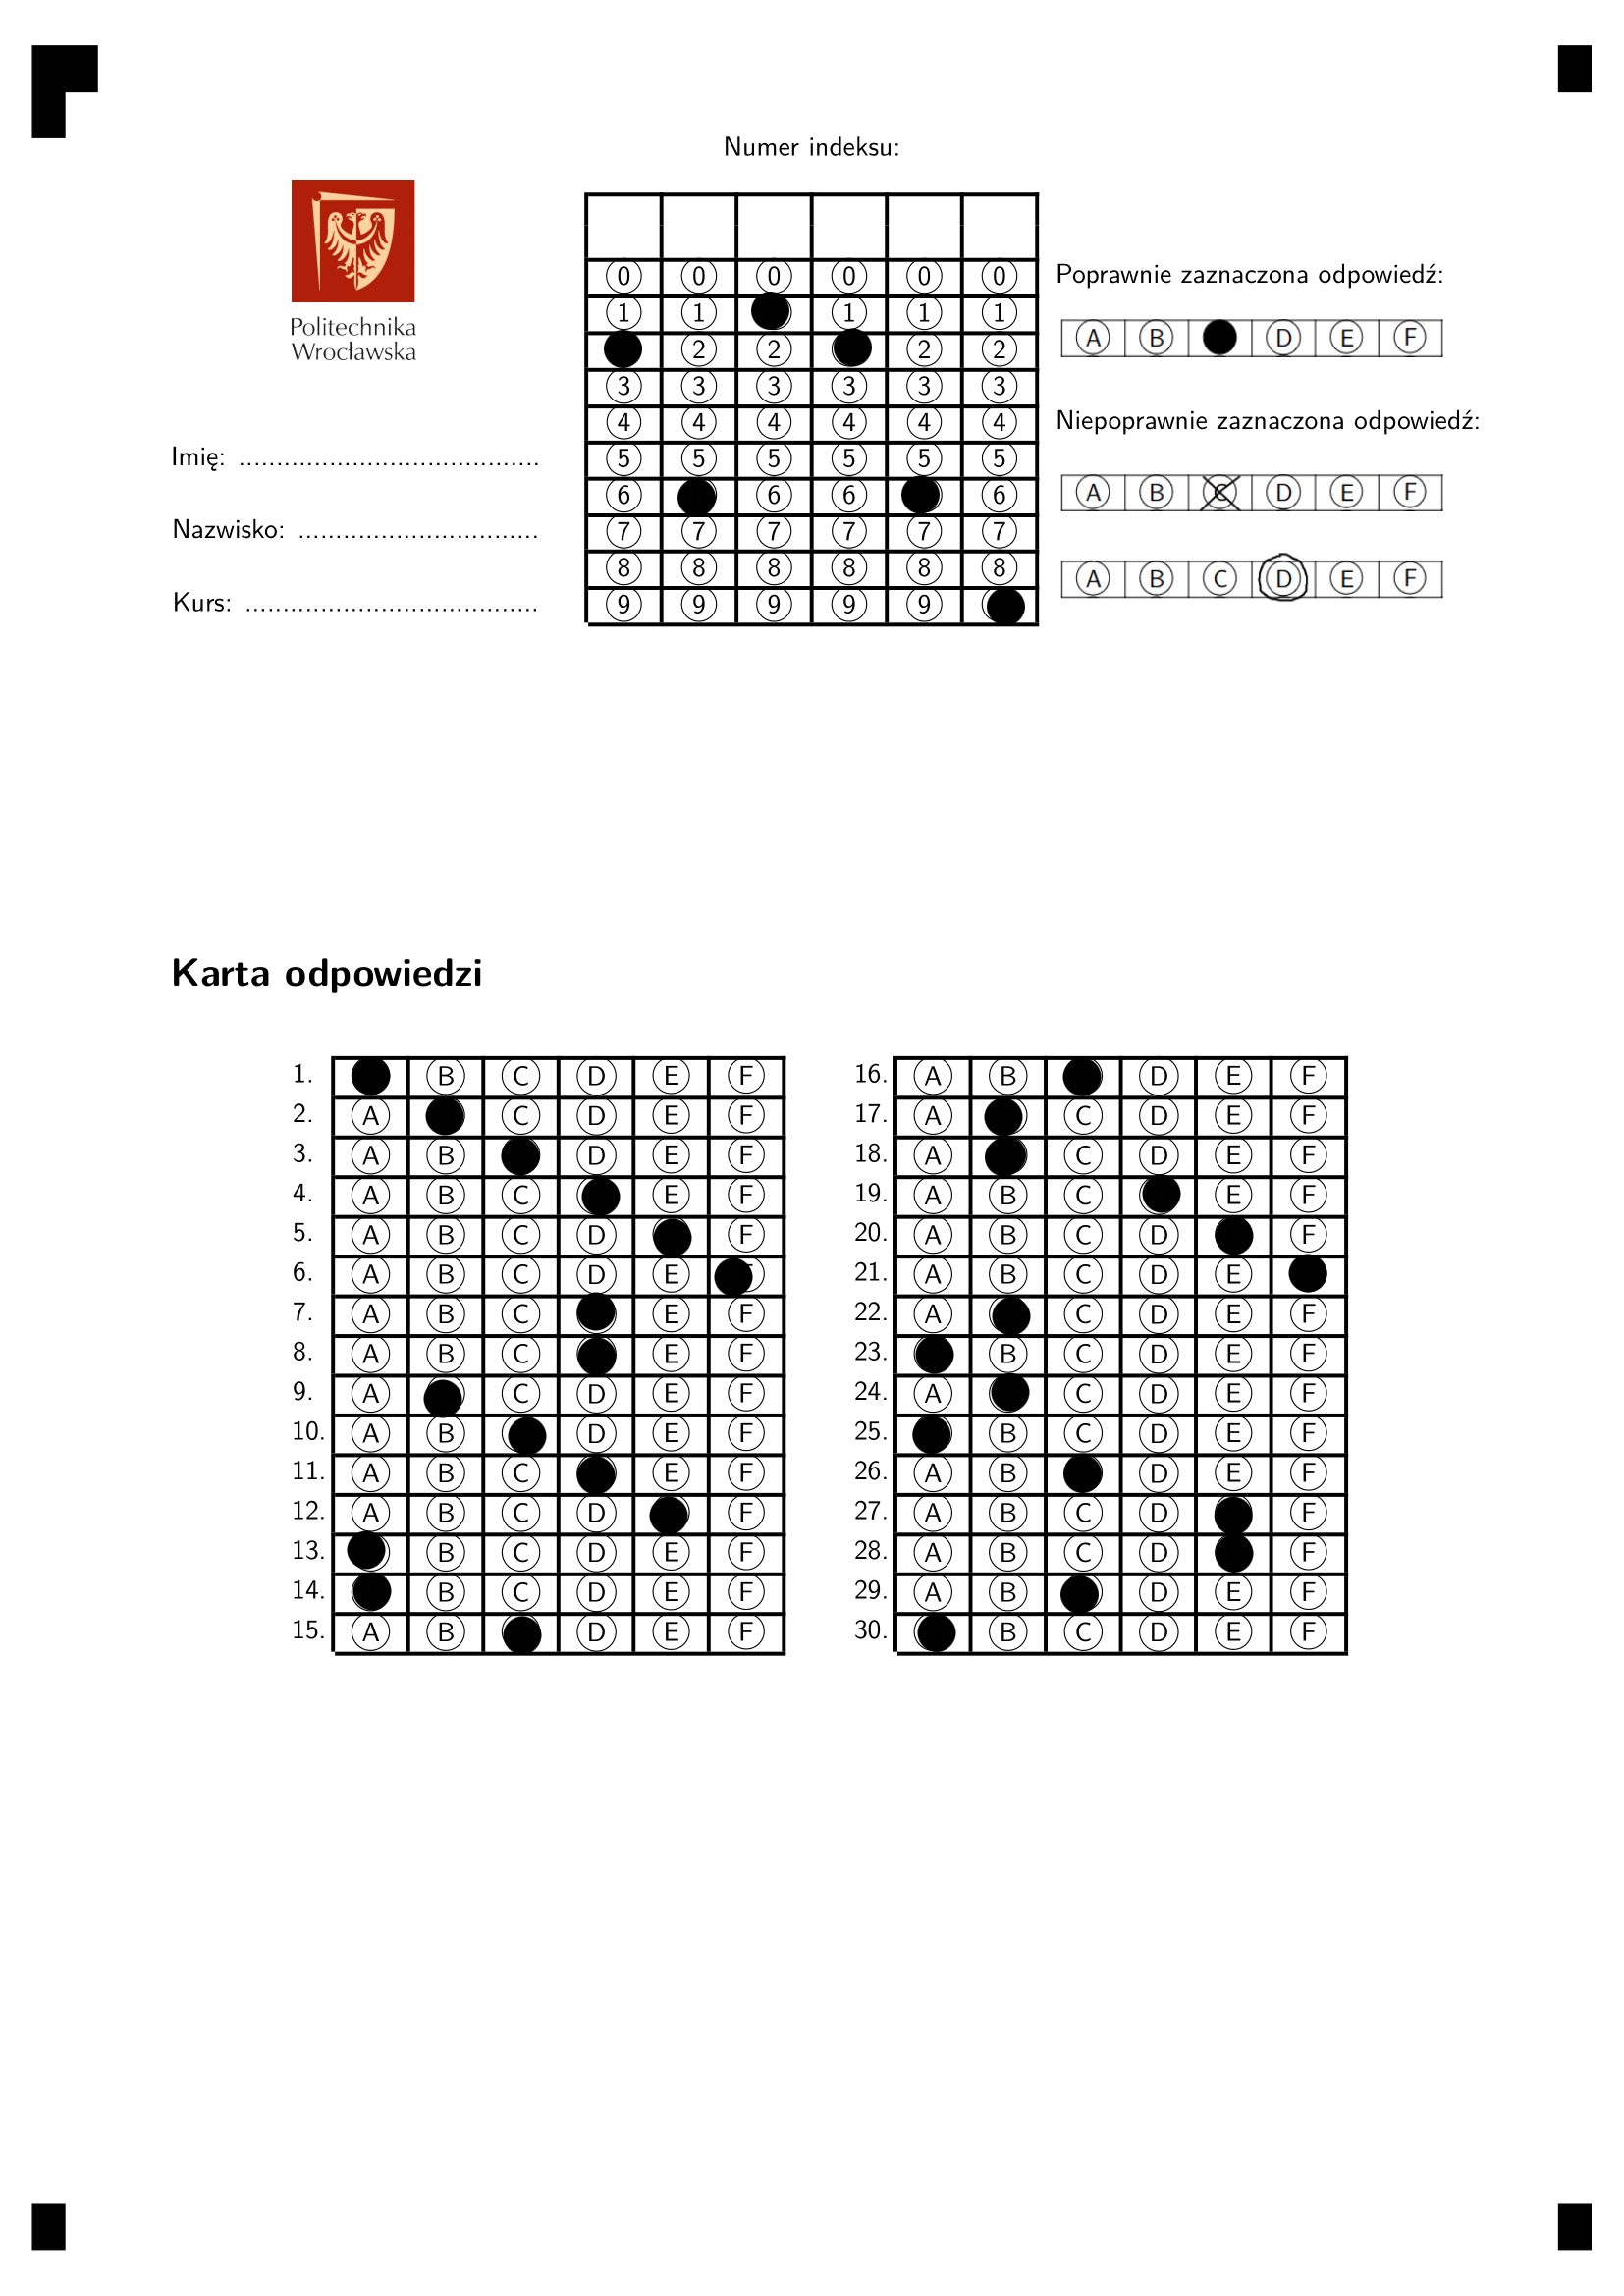 Numer indeksu:
Politechnika
Wrocławska
Imię: .......................................
Nazwisko: ................................
Kurs: .......................................
0 0 0 0 0 0
1 1 1 1 1
2 2 2 2
3 3 3 3 3 3
4 4 4 4 4 4
5 5 5 5 5 5
6 6 6 6
7 7 7 7 7 7
8 8 8 8 8 8
9 9 9 9 9
Poprawnie zaznaczona odpowiedź:
A B D E F
Niepoprawnie zaznaczona odpowiedź:
A B C D E F
A B C D E F
Karta odpowiedzi
1. B C D E F
2. A C D E F
3. A B D E F
4. A B C E F
5. A B C D F
6. A B C D E
7. A B C E F
8. A B C E F
9. A C D E F
10. A B D E F
11. A B C E F
12. A B C D F
13. B C D E F
14. B C D E F
15. A B D E F
16. A B D E F
17. A C D E F
18. A C D E F
19. A B C E F
20. A B C D F
21. A B C D E
22. A C D E F
23. B C D E F
24. A C D E F
25. B C D E F
26. A B D E F
27. A B C D F
28. A B C D F
29. A B D E F
30. B C D E F